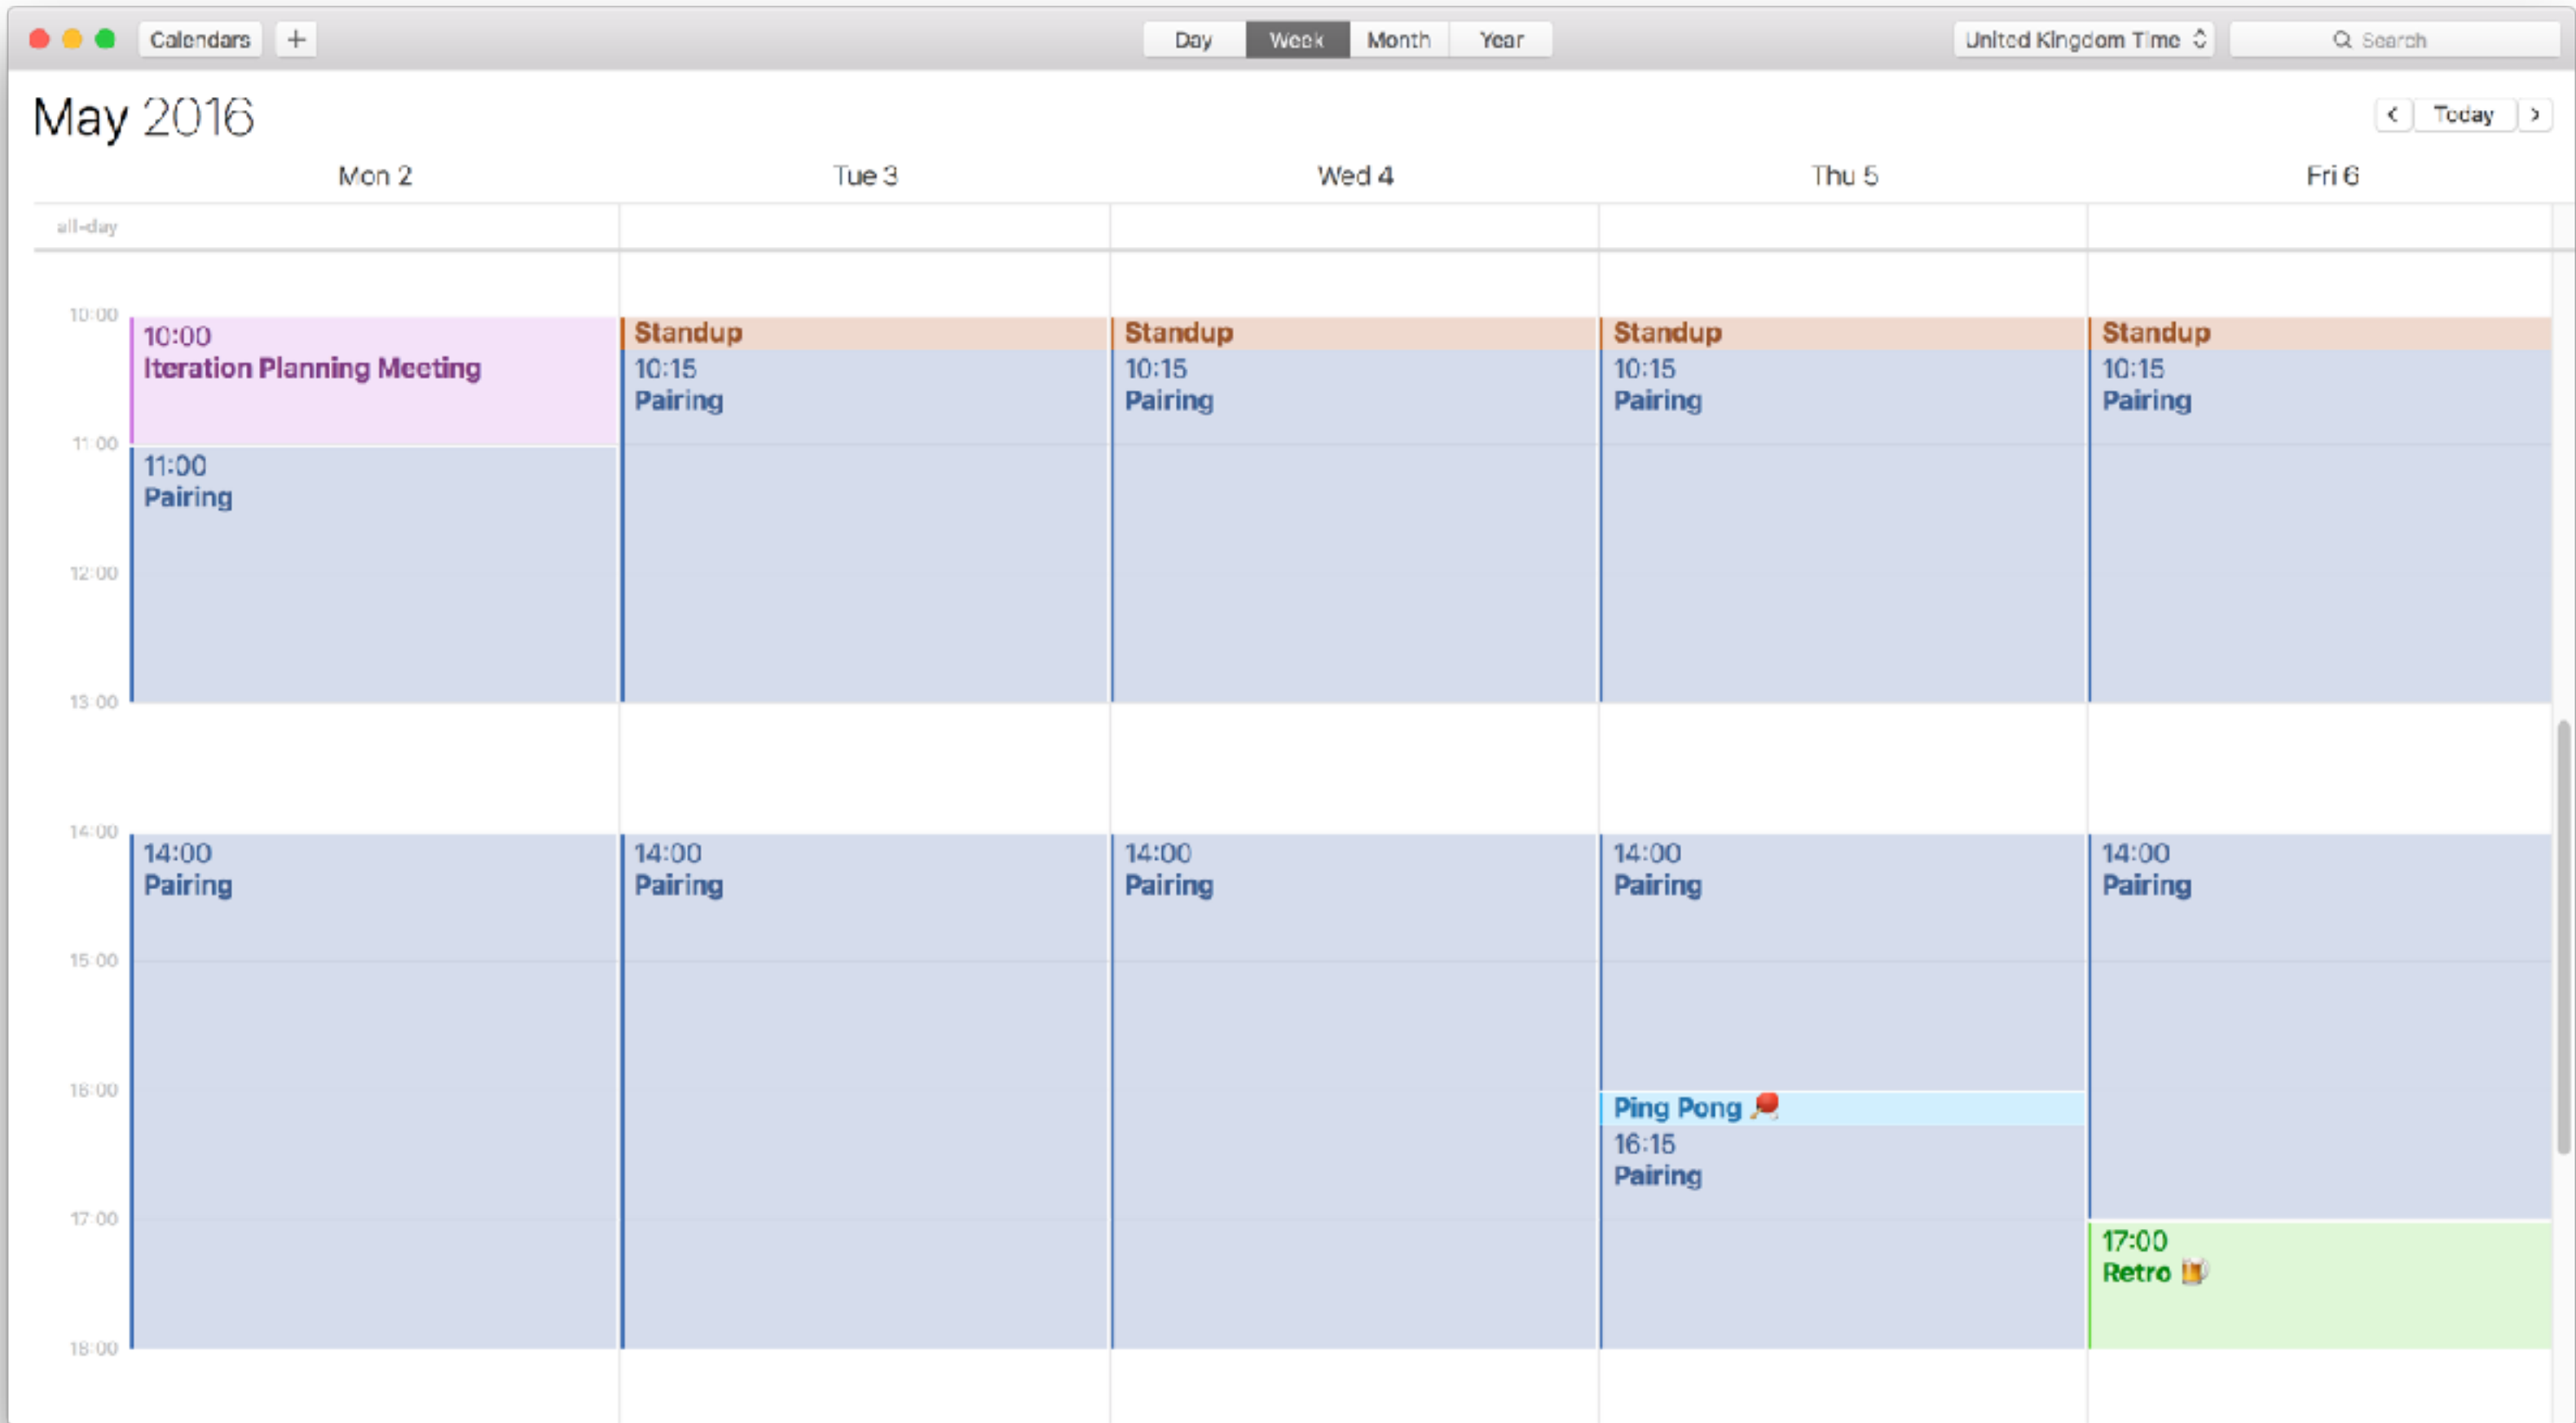 Calendars + Day Week Month Year United Kingdom Time Search
May 2016
< Today >
Mon 2 Tue 3 Wed 4 Thu 5 Fri 6
all-day
10:00
10:00
Iteration Planning Meeting
Standup
Standup
Standup
Standup
10:15
Pairing
10:15
Pairing
10:15
Pairing
10:15
Pairing
11:00
11:00
Pairing
12:00
13:00
14:00
14:00
Pairing
14:00
Pairing
14:00
Pairing
14:00
Pairing
14:00
Pairing
15:00
16:00
Ping Pong 🏓
16:15
Pairing
17:00
17:00
Retro 🍺
18:00